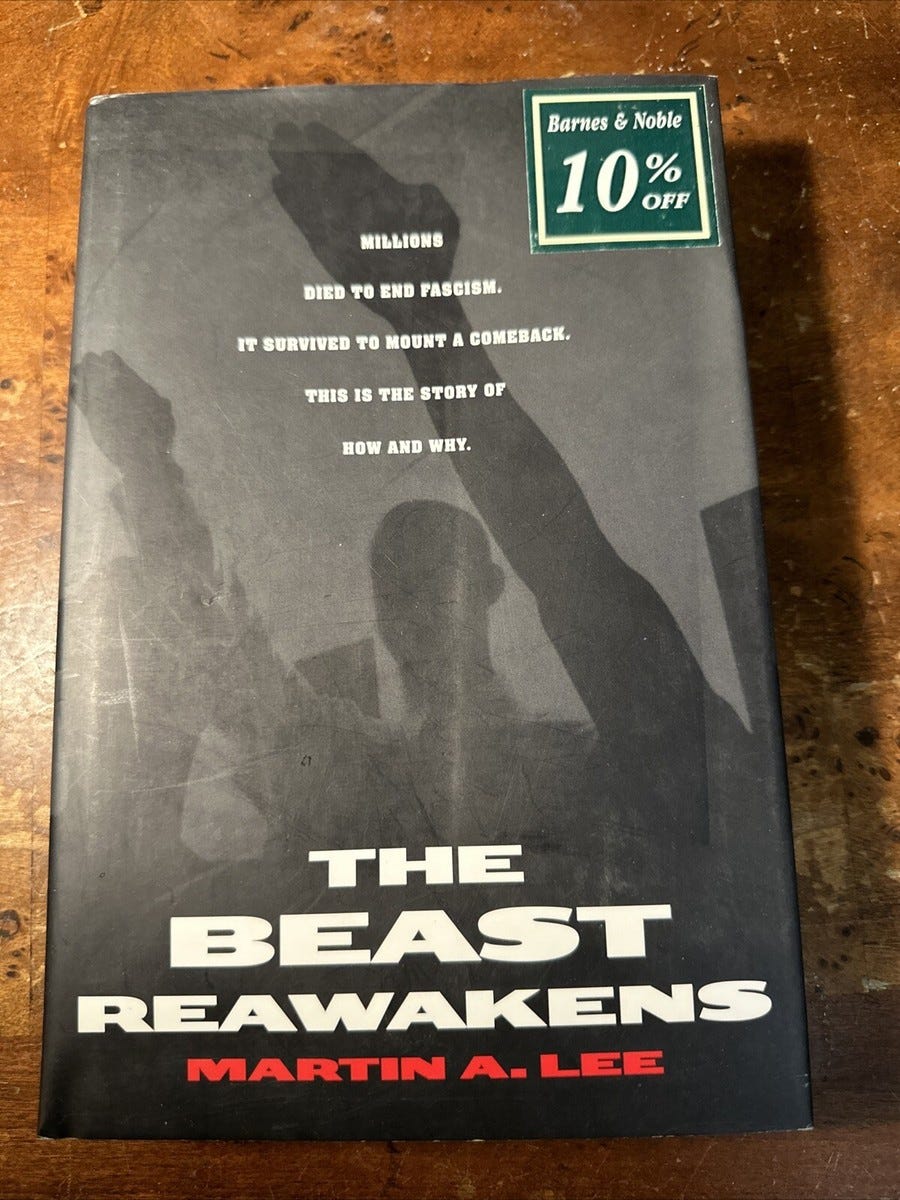 Barnes & Noble
10%
OFF
MILLIONS
DIED TO END FASCISM.
IT SURVIVED TO MOUNT A COMEBACK.
THIS IS THE STORY OF
HOW AND WHY.
THE
BEAST
REAWAKENS
MARTIN A. LEE